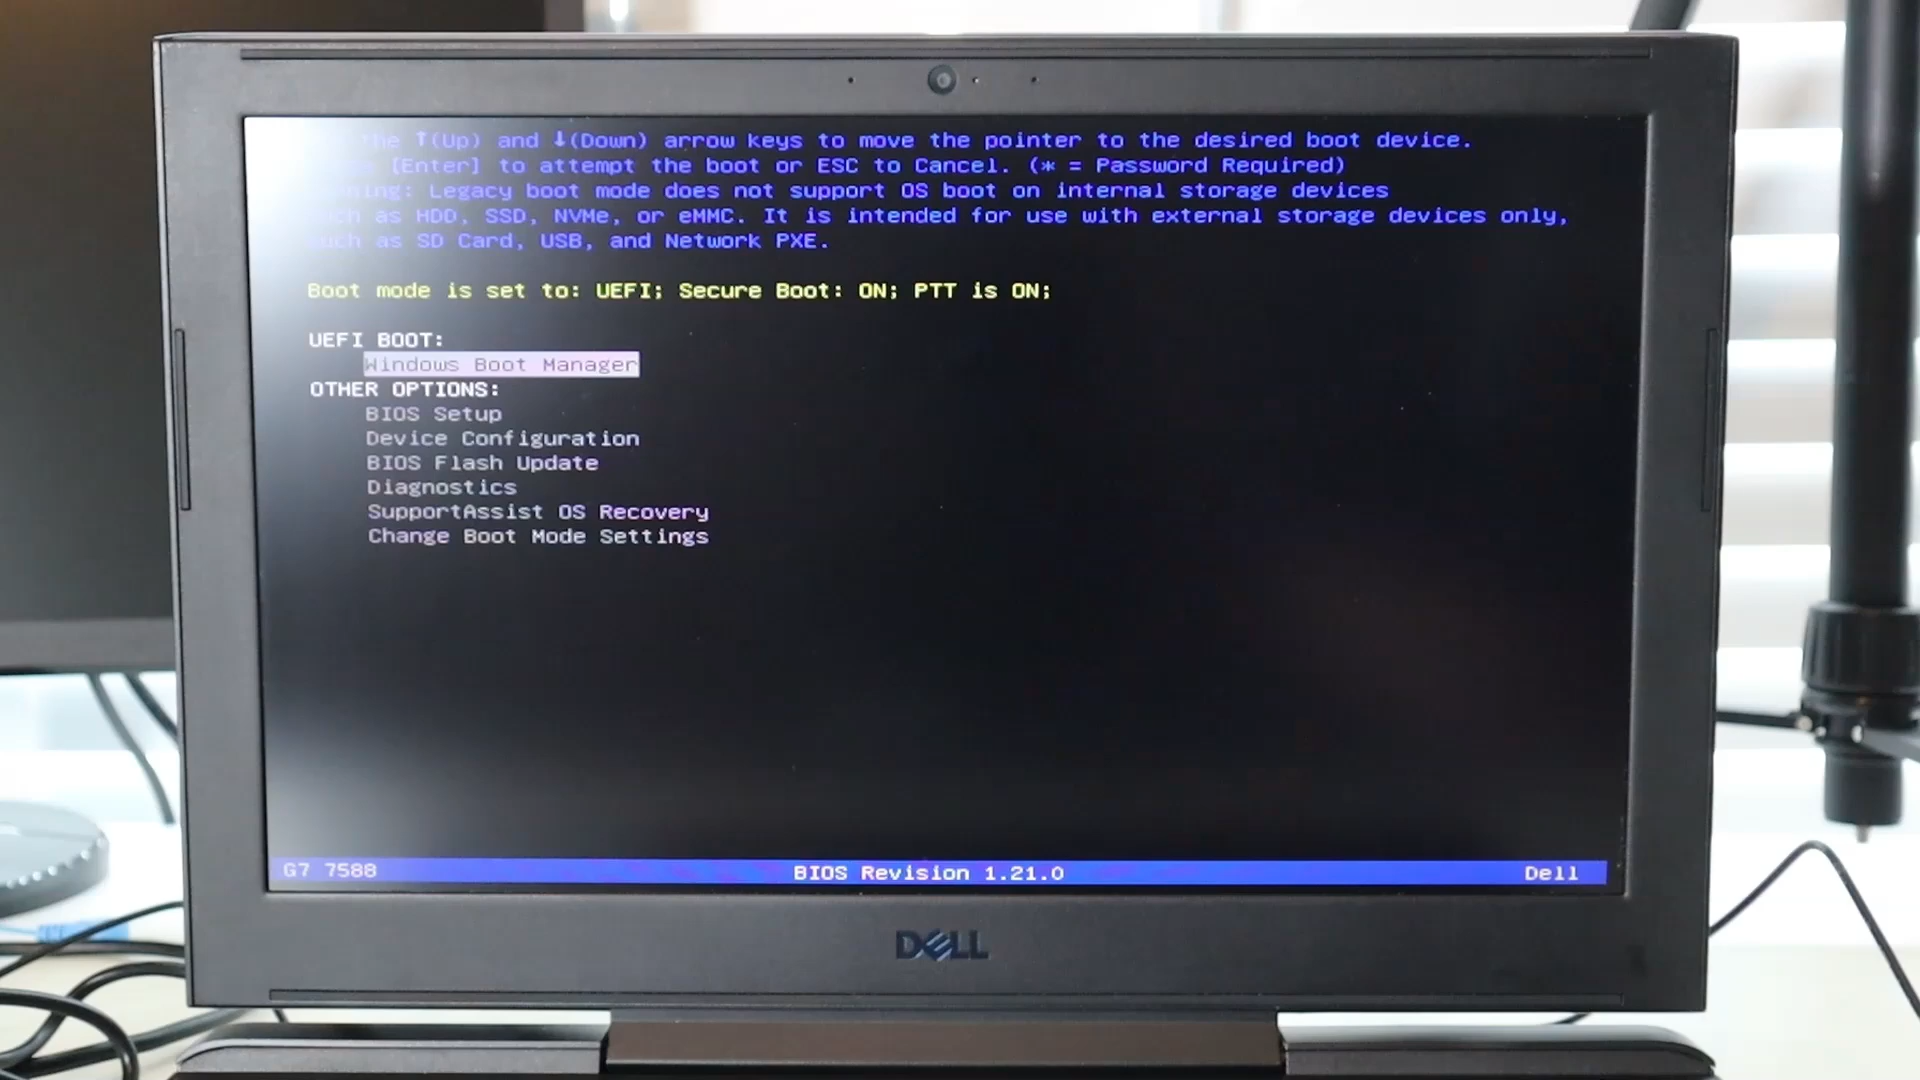 the ↑(Up) and ↓(Down) arrow keys to move the pointer to the desired boot device.
[Enter] to attempt the boot or ESC to Cancel. (* = Password Required)
Legacy boot mode does not support OS boot on internal storage devices
as HDD, SSD, NVMe, or eMMC. It is intended for use with external storage devices only,
such as SD Card, USB, and Network PXE.
Boot mode is set to: UEFI; Secure Boot: ON; PTT is ON;
UEFI BOOT:
Windows Boot Manager
OTHER OPTIONS:
BIOS Setup
Device Configuration
BIOS Flash Update
Diagnostics
SupportAssist OS Recovery
Change Boot Mode Settings
G7 7588 BIOS Revision 1.21.0 Dell
DELL